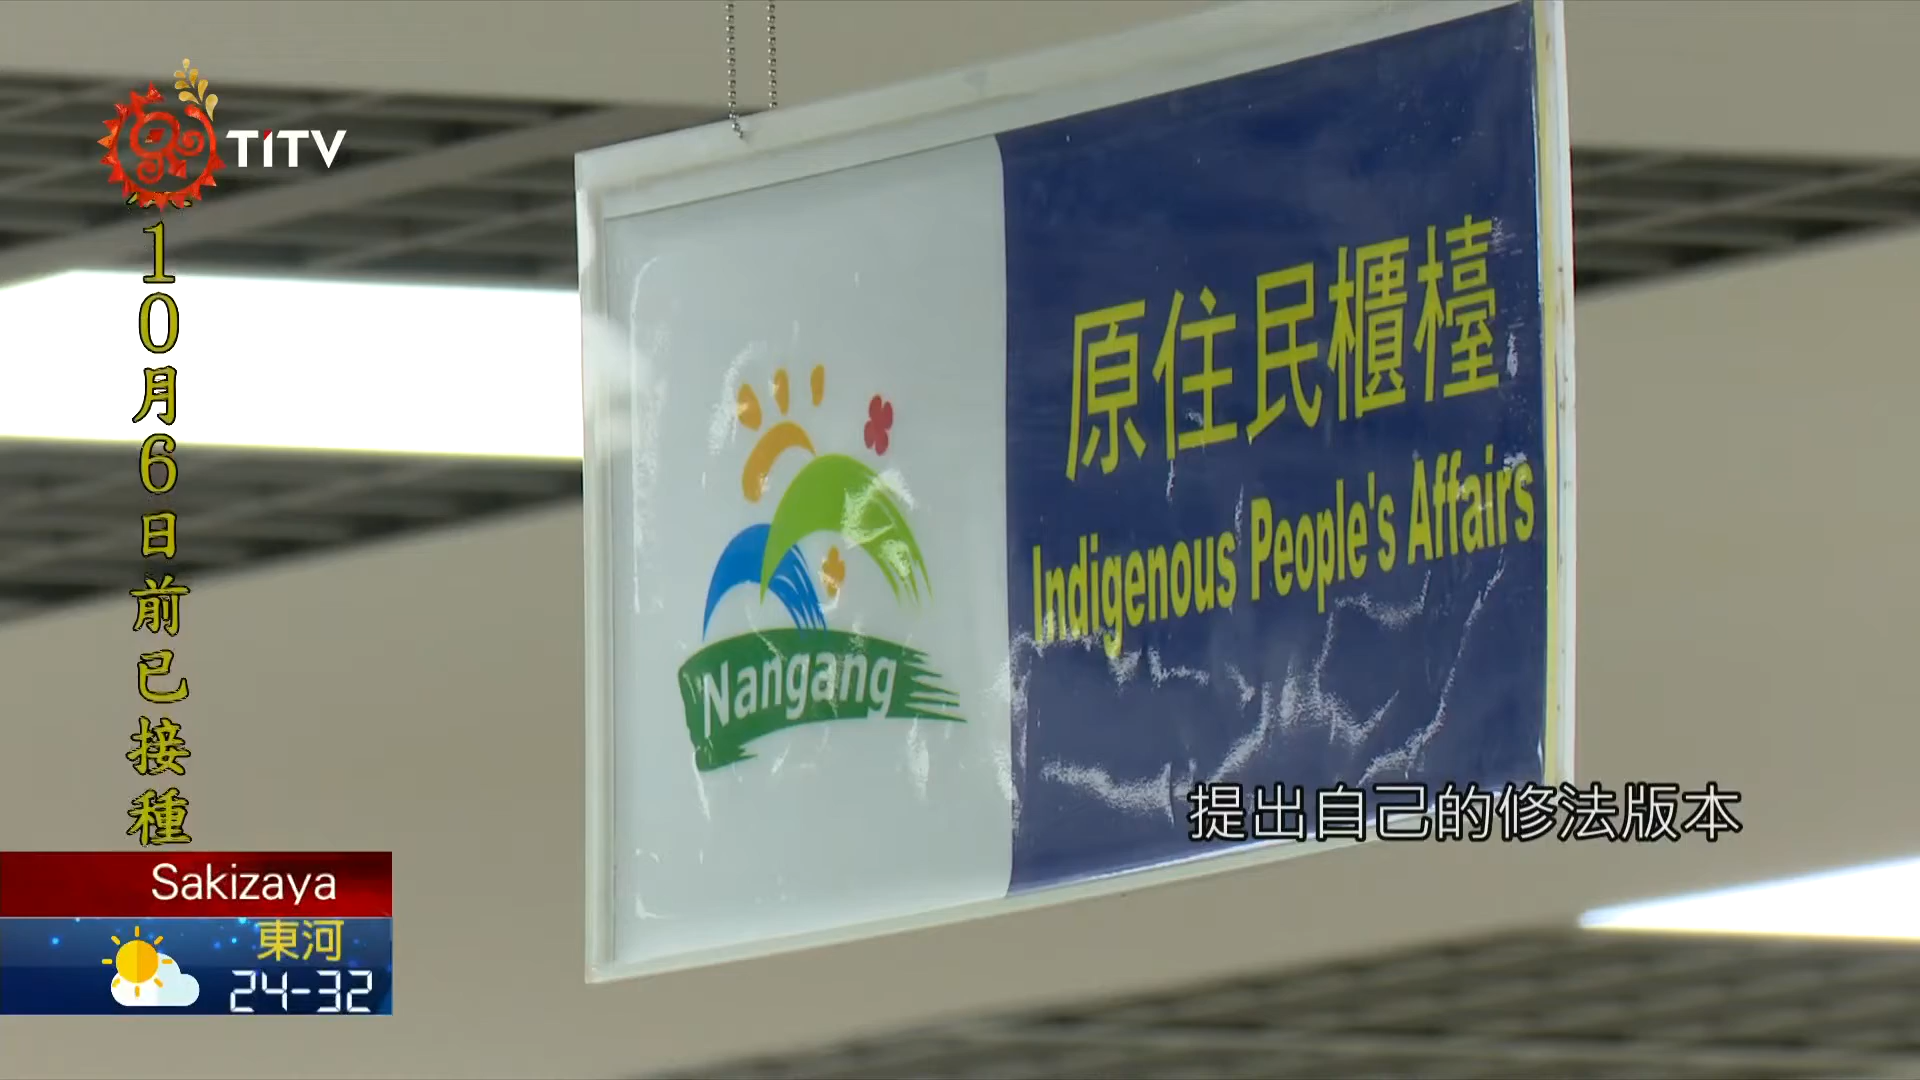 TITV
10月6日前已接種
原住民櫃檯
Indigenous People's Affairs
Nangang
提出自己的修法版本
Sakizaya
東河
24-32